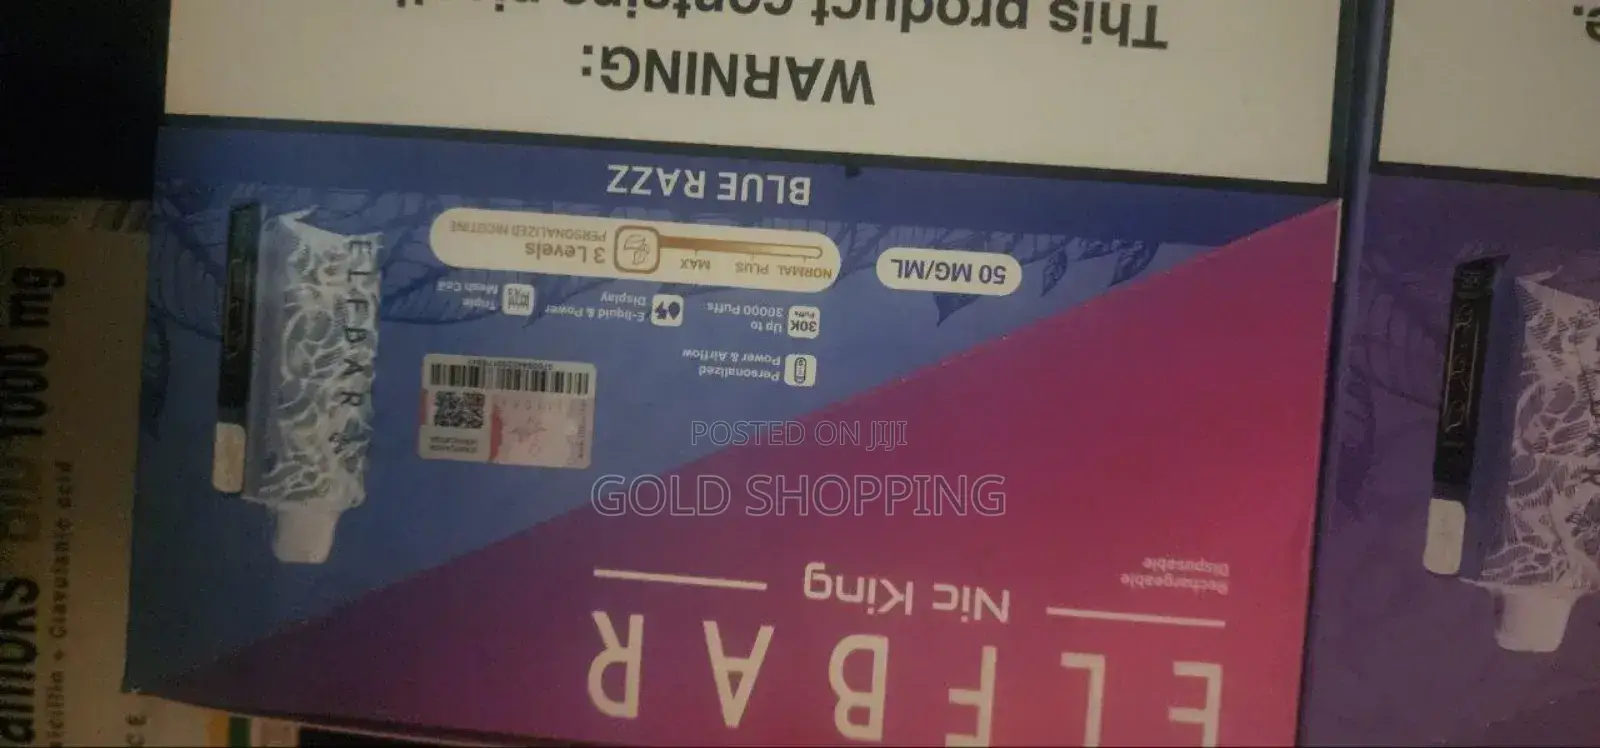 ELFBAR
Nic King
Rechargeable
Disposable
Personalized
Power & Airflow
30K
Puffs
Up to
30000 Puffs
E-liquid & Power
Display
Triple
Mesh Coil
50 MG/ML
NORMAL PLUS MAX
3 Levels
PERSONALIZED NICOTINE
BLUE RAZZ
WARNING:
This product contains
ELFBAR
1000 mg
Clavulanic acid
POSTED ON JIJI
GOLD SHOPPING